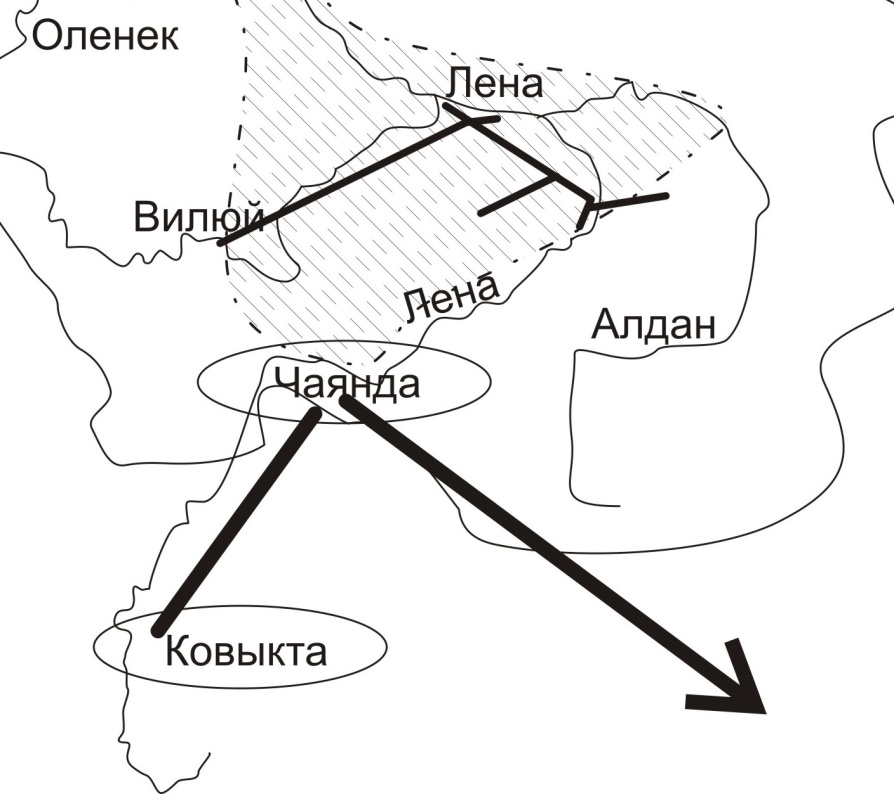 Оленек
Лена
Вилюй
Лена
Алдан
Чаянда
Ковыкта